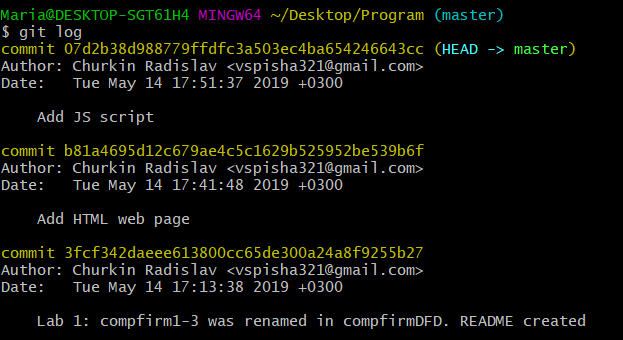 Maria@DESKTOP-SGT61H4 MINGW64 ~/Desktop/Program (master)
$ git log
commit 07d2b38d988779ffdfc3a503ec4ba654246643cc (HEAD -> master)
Author: Churkin Radislav <vspisha321@gmail.com>
Date:   Tue May 14 17:51:37 2019 +0300
    Add JS script
commit b81a4695d12c679ae4c5c1629b525952be539b6f
Author: Churkin Radislav <vspisha321@gmail.com>
Date:   Tue May 14 17:41:48 2019 +0300
    Add HTML web page
commit 3fcf342daeee613800cc65de300a24a8f9255b27
Author: Churkin Radislav <vspisha321@gmail.com>
Date:   Tue May 14 17:13:38 2019 +0300
    Lab 1: compfirm1-3 was renamed in compfirmDFD. README created